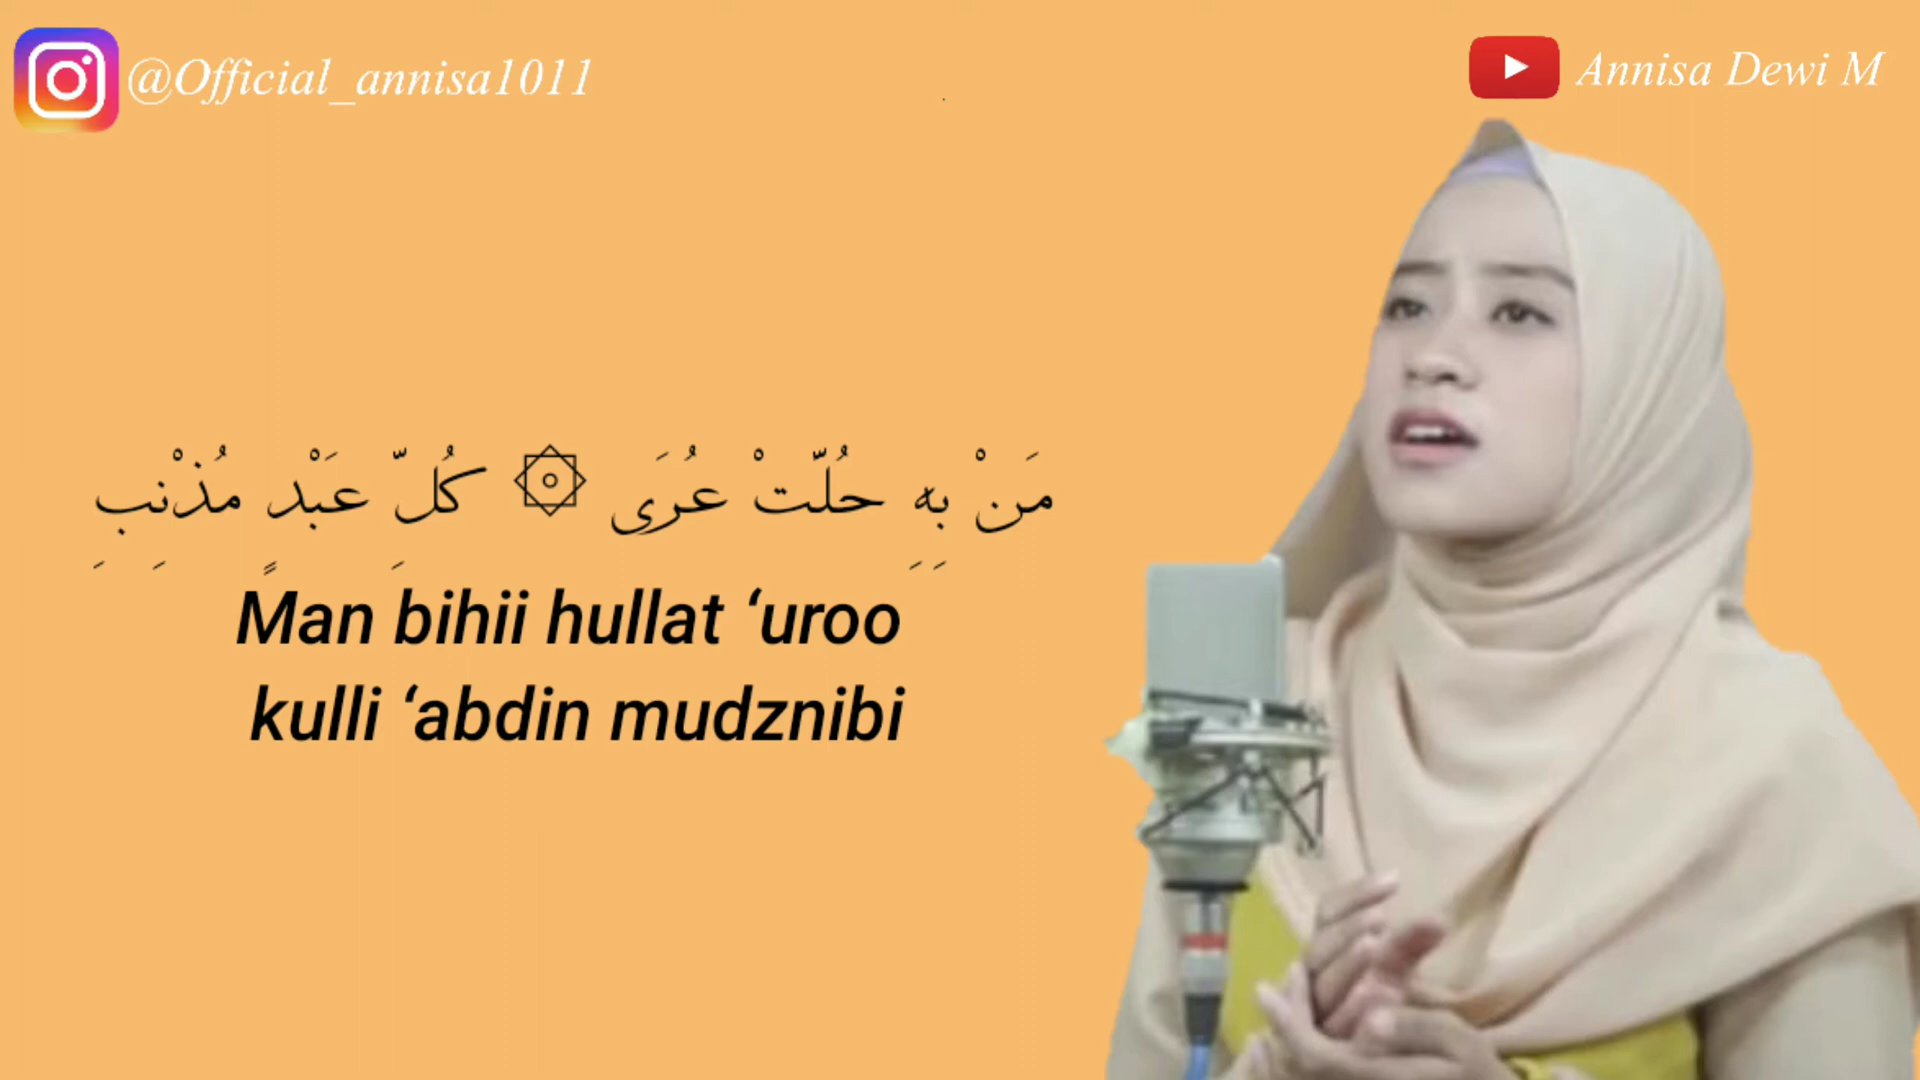 @Official_annisa1011
Annisa Dewi M
مَنْ بِهِ حُلّتْ عُرَى ۞ كُلِّ عَبْدٍ مُذْنِبِ
Man bihii hullat ‘uroo
kulli ‘abdin mudznibi